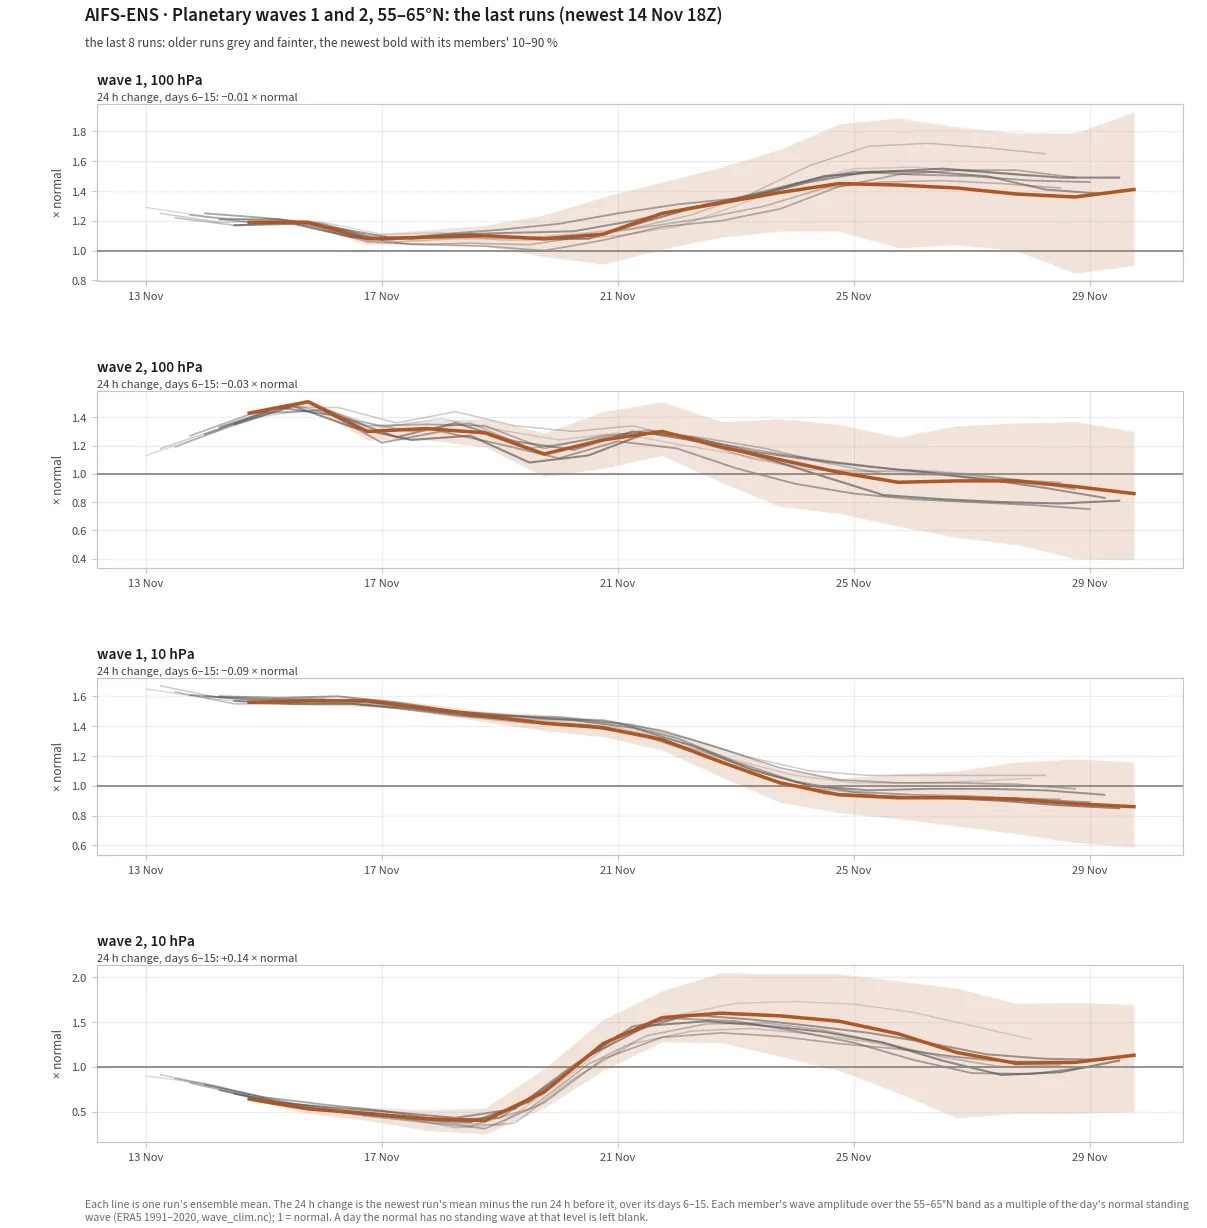 AIFS-ENS · Planetary waves 1 and 2, 55–65°N: the last runs (newest 14 Nov 18Z)
the last 8 runs: older runs grey and fainter, the newest bold with its members' 10–90 %
wave 1, 100 hPa
24 h change, days 6–15: −0.01 × normal
× normal
1.8
1.6
1.4
1.2
1.0
0.8
13 Nov 17 Nov 21 Nov 25 Nov 29 Nov
wave 2, 100 hPa
24 h change, days 6–15: −0.03 × normal
× normal
1.4
1.2
1.0
0.8
0.6
0.4
13 Nov 17 Nov 21 Nov 25 Nov 29 Nov
wave 1, 10 hPa
24 h change, days 6–15: −0.09 × normal
× normal
1.6
1.4
1.2
1.0
0.8
0.6
13 Nov 17 Nov 21 Nov 25 Nov 29 Nov
wave 2, 10 hPa
24 h change, days 6–15: +0.14 × normal
× normal
2.0
1.5
1.0
0.5
13 Nov 17 Nov 21 Nov 25 Nov 29 Nov
Each line is one run's ensemble mean. The 24 h change is the newest run's mean minus the run 24 h before it, over its days 6–15. Each member's wave amplitude over the 55–65°N band as a multiple of the day's normal standing
wave (ERA5 1991–2020, wave_clim.nc); 1 = normal. A day the normal has no standing wave at that level is left blank.